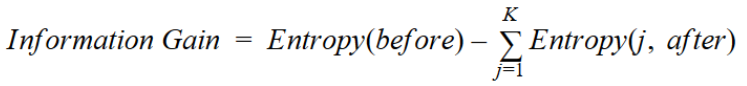 Information Gain = Entropy(before) – K∑j=1 Entropy(j, after)